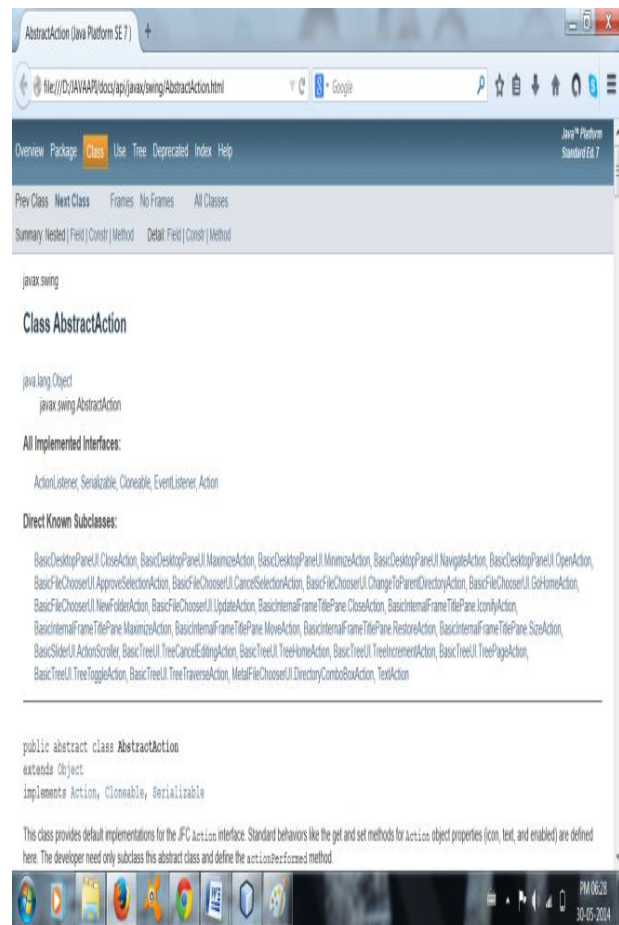 AbstractAction (Java Platform SE 7)
file:///D:/JAVAAPI/docs/api/javax/swing/AbstractAction.html
Google
Overview Package Class Use Tree Deprecated Index Help
Java™ Platform
Standard Ed. 7
Prev Class Next Class Frames No Frames All Classes
Summary: Nested | Field | Constr | Method Detail: Field | Constr | Method
javax.swing
Class AbstractAction
java.lang.Object
javax.swing.AbstractAction
All Implemented Interfaces:
ActionListener, Serializable, Cloneable, EventListener, Action
Direct Known Subclasses:
BasicDesktopPaneUI.CloseAction, BasicDesktopPaneUI.MaximizeAction, BasicDesktopPaneUI.MinimizeAction, BasicDesktopPaneUI.NavigateAction, BasicDesktopPaneUI.OpenAction,
BasicFileChooserUI.ApproveSelectionAction, BasicFileChooserUI.CancelSelectionAction, BasicFileChooserUI.ChangeToParentDirectoryAction, BasicFileChooserUI.GoHomeAction,
BasicFileChooserUI.NewFolderAction, BasicFileChooserUI.UpdateAction, BasicInternalFrameTitlePane.CloseAction, BasicInternalFrameTitlePane.IconifyAction,
BasicInternalFrameTitlePane.MaximizeAction, BasicInternalFrameTitlePane.MoveAction, BasicInternalFrameTitlePane.RestoreAction, BasicInternalFrameTitlePane.SizeAction,
BasicSliderUI.ActionScroller, BasicTreeUI.TreeCancelEditingAction, BasicTreeUI.TreeHomeAction, BasicTreeUI.TreeIncrementAction, BasicTreeUI.TreePageAction,
BasicTreeUI.TreeToggleAction, BasicTreeUI.TreeTraverseAction, MetalFileChooserUI.DirectoryComboBoxAction, TextAction
public abstract class AbstractAction
extends Object
implements Action, Cloneable, Serializable
This class provides default implementations for the JFC Action interface. Standard behaviors like the get and set methods for Action object properties (icon, text, and enabled) are defined
here. The developer need only subclass this abstract class and define the actionPerformed method.
PM 06:28
30-05-2014